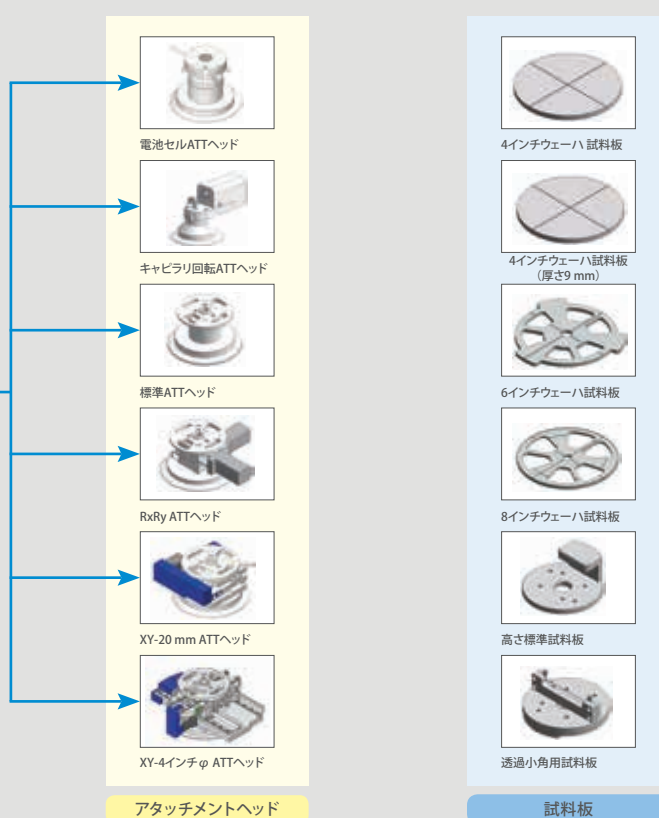 電池セルATTヘッド
キャピラリ回転ATTヘッド
標準ATTヘッド
RxRy ATTヘッド
XY-20 mm ATTヘッド
XY-4インチφ ATTヘッド
アタッチメントヘッド
4インチウェーハ 試料板
4インチウェーハ試料板
（厚さ9 mm）
6インチウェーハ試料板
8インチウェーハ試料板
高さ標準試料板
透過小角用試料板
試料板